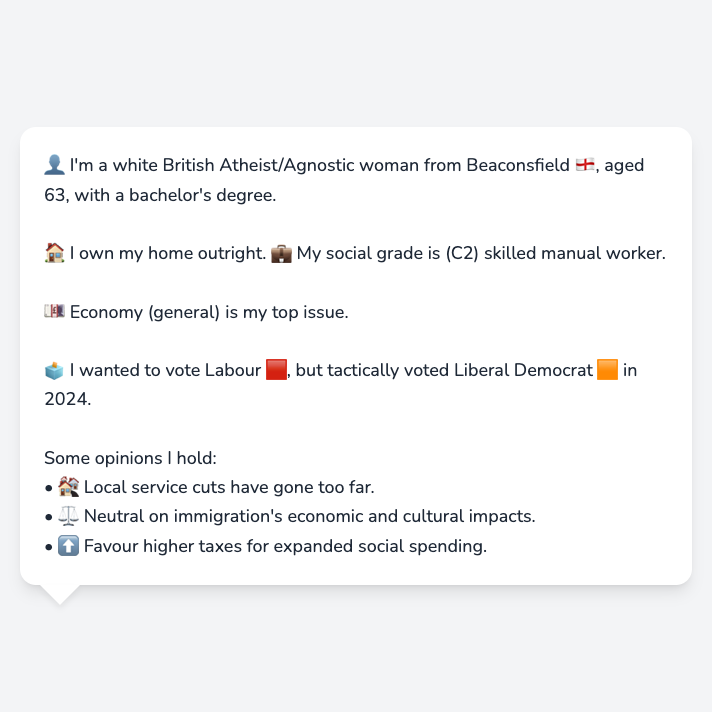 👤 I'm a white British Atheist/Agnostic woman from Beaconsfield 🏴󠁧󠁢󠁥󠁮󠁧󠁿, aged
63, with a bachelor's degree.
🏠 I own my home outright. 💼 My social grade is (C2) skilled manual worker.
💷 Economy (general) is my top issue.
🗳️ I wanted to vote Labour 🟥, but tactically voted Liberal Democrat 🟧 in
2024.
Some opinions I hold:
• 🏚️ Local service cuts have gone too far.
• ⚖️ Neutral on immigration's economic and cultural impacts.
• ⬆️ Favour higher taxes for expanded social spending.